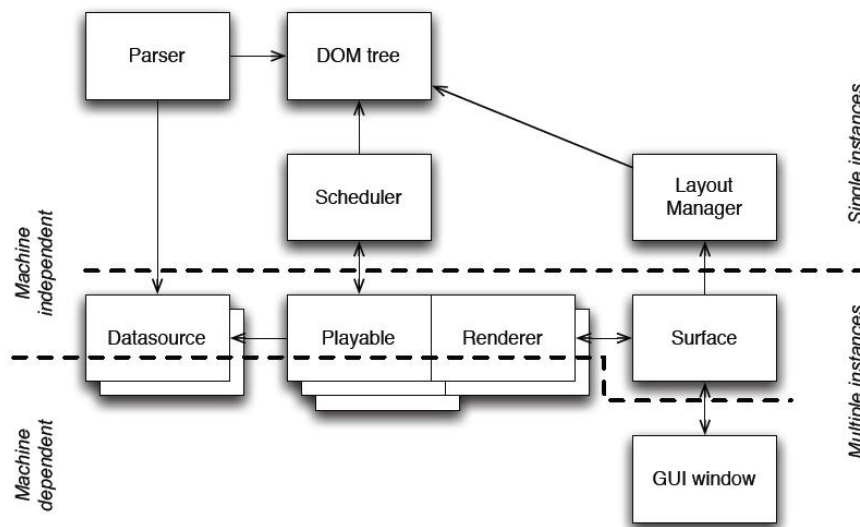 Parser
DOM tree
Scheduler
Layout
Manager
Single instances
Machine
independent
Datasource
Playable
Renderer
Surface
Multiple instances
Machine
dependent
GUI window